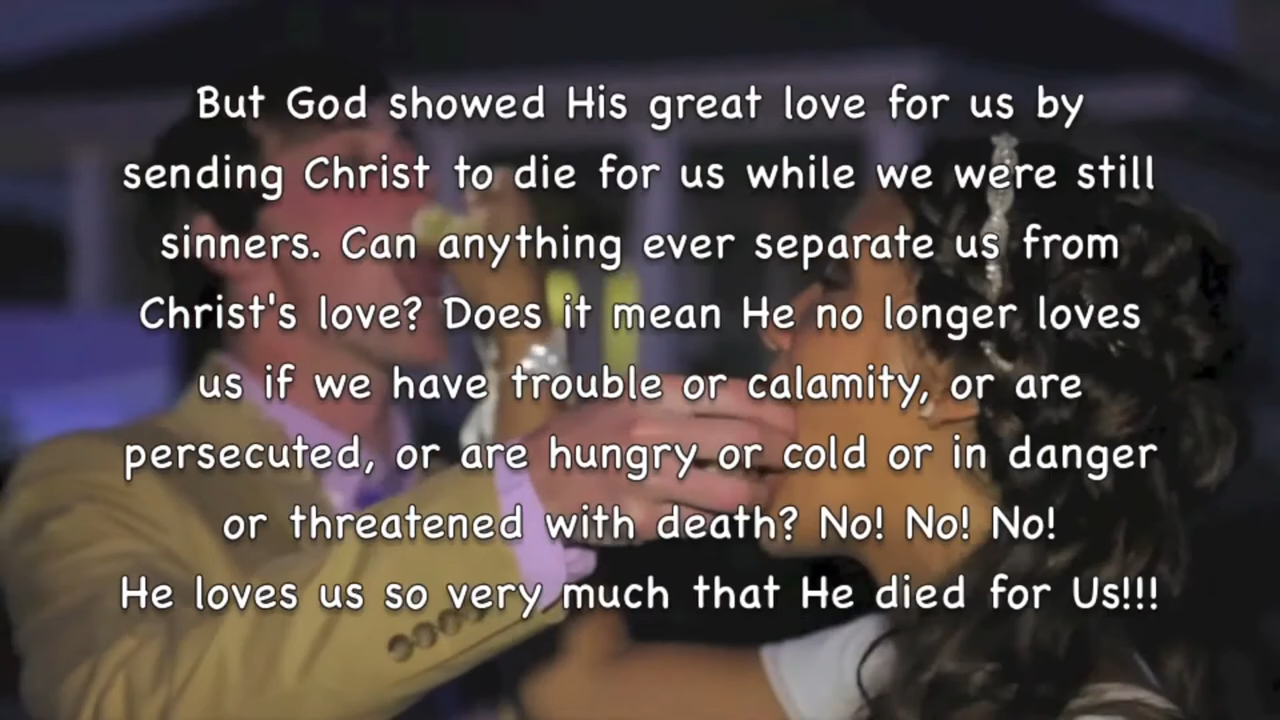 But God showed His great love for us by
sending Christ to die for us while we were still
sinners. Can anything ever separate us from
Christ's love? Does it mean He no longer loves
us if we have trouble or calamity, or are
persecuted, or are hungry or cold or in danger
or threatened with death? No! No! No!
He loves us so very much that He died for Us!!!